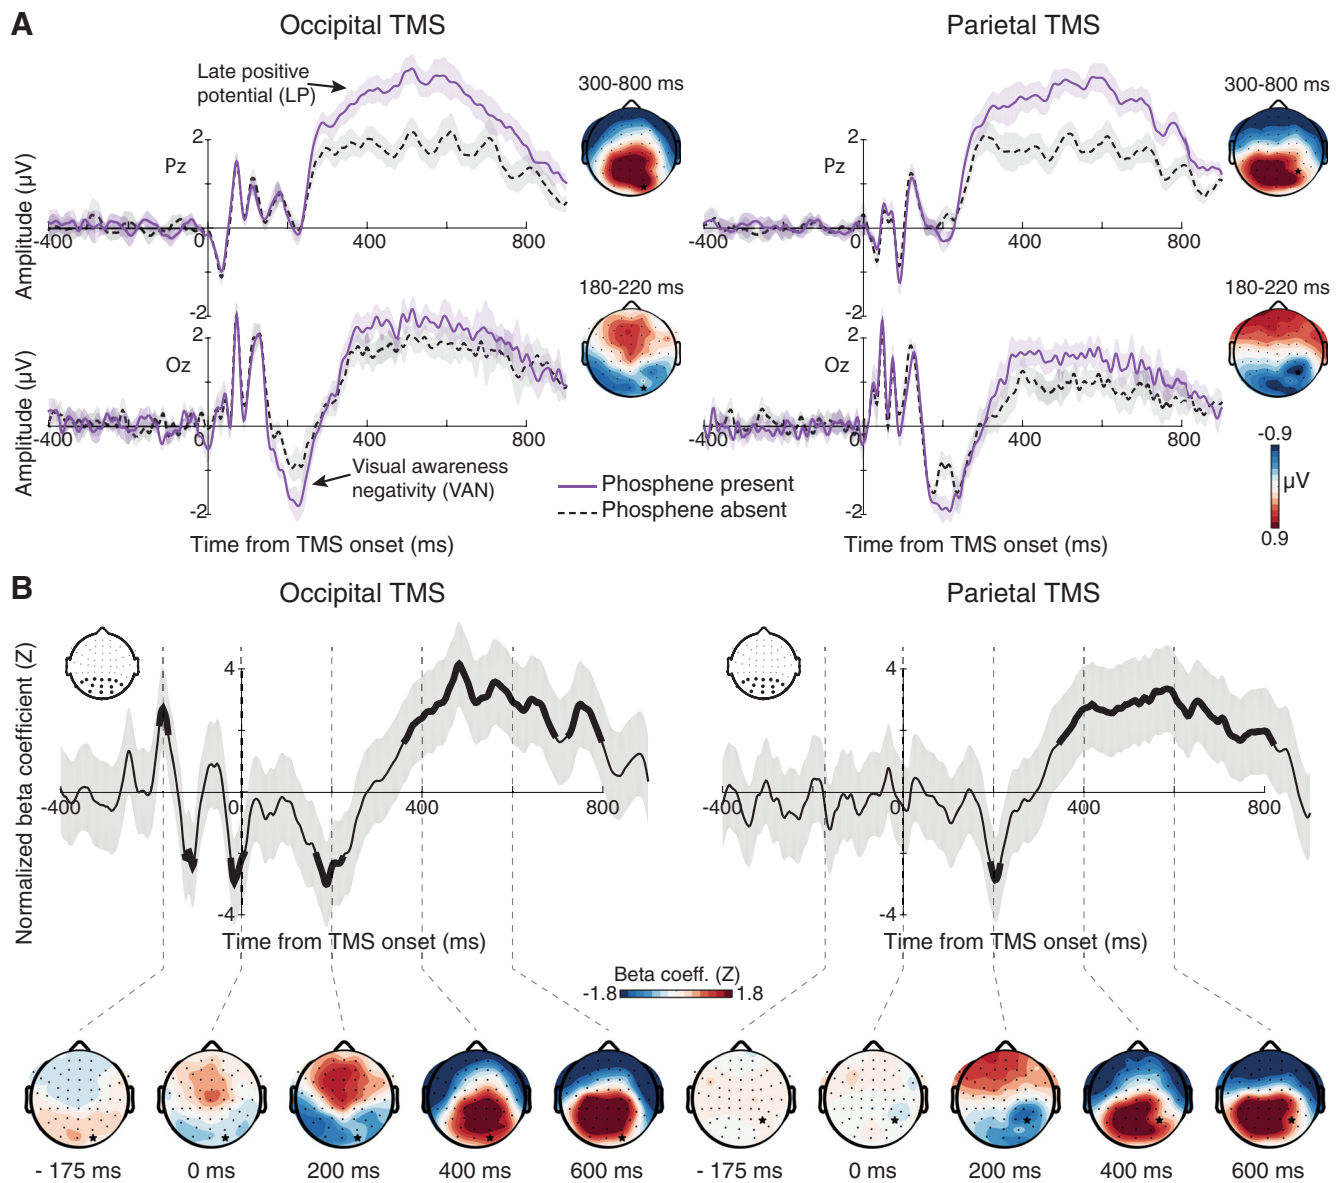 A
Occipital TMS
Parietal TMS
Late positive
potential (LP)
300-800 ms
300-800 ms
Amplitude (µV)
2
Pz
-400
0
400
800
-2
2
Pz
-400
0
400
800
-2
180-220 ms
180-220 ms
Amplitude (µV)
2
Oz
-400
0
400
800
-2
Visual awareness
negativity (VAN)
2
Oz
-400
0
400
800
-2
Phosphene present
Phosphene absent
-0.9
µV
0.9
Time from TMS onset (ms)
Time from TMS onset (ms)
B
Occipital TMS
Parietal TMS
Normalized beta coefficient (Z)
4
-400
0
400
800
-4
4
-400
0
400
800
-4
Time from TMS onset (ms)
Time from TMS onset (ms)
Beta coeff. (Z)
-1.8
1.8
- 175 ms
0 ms
200 ms
400 ms
600 ms
- 175 ms
0 ms
200 ms
400 ms
600 ms